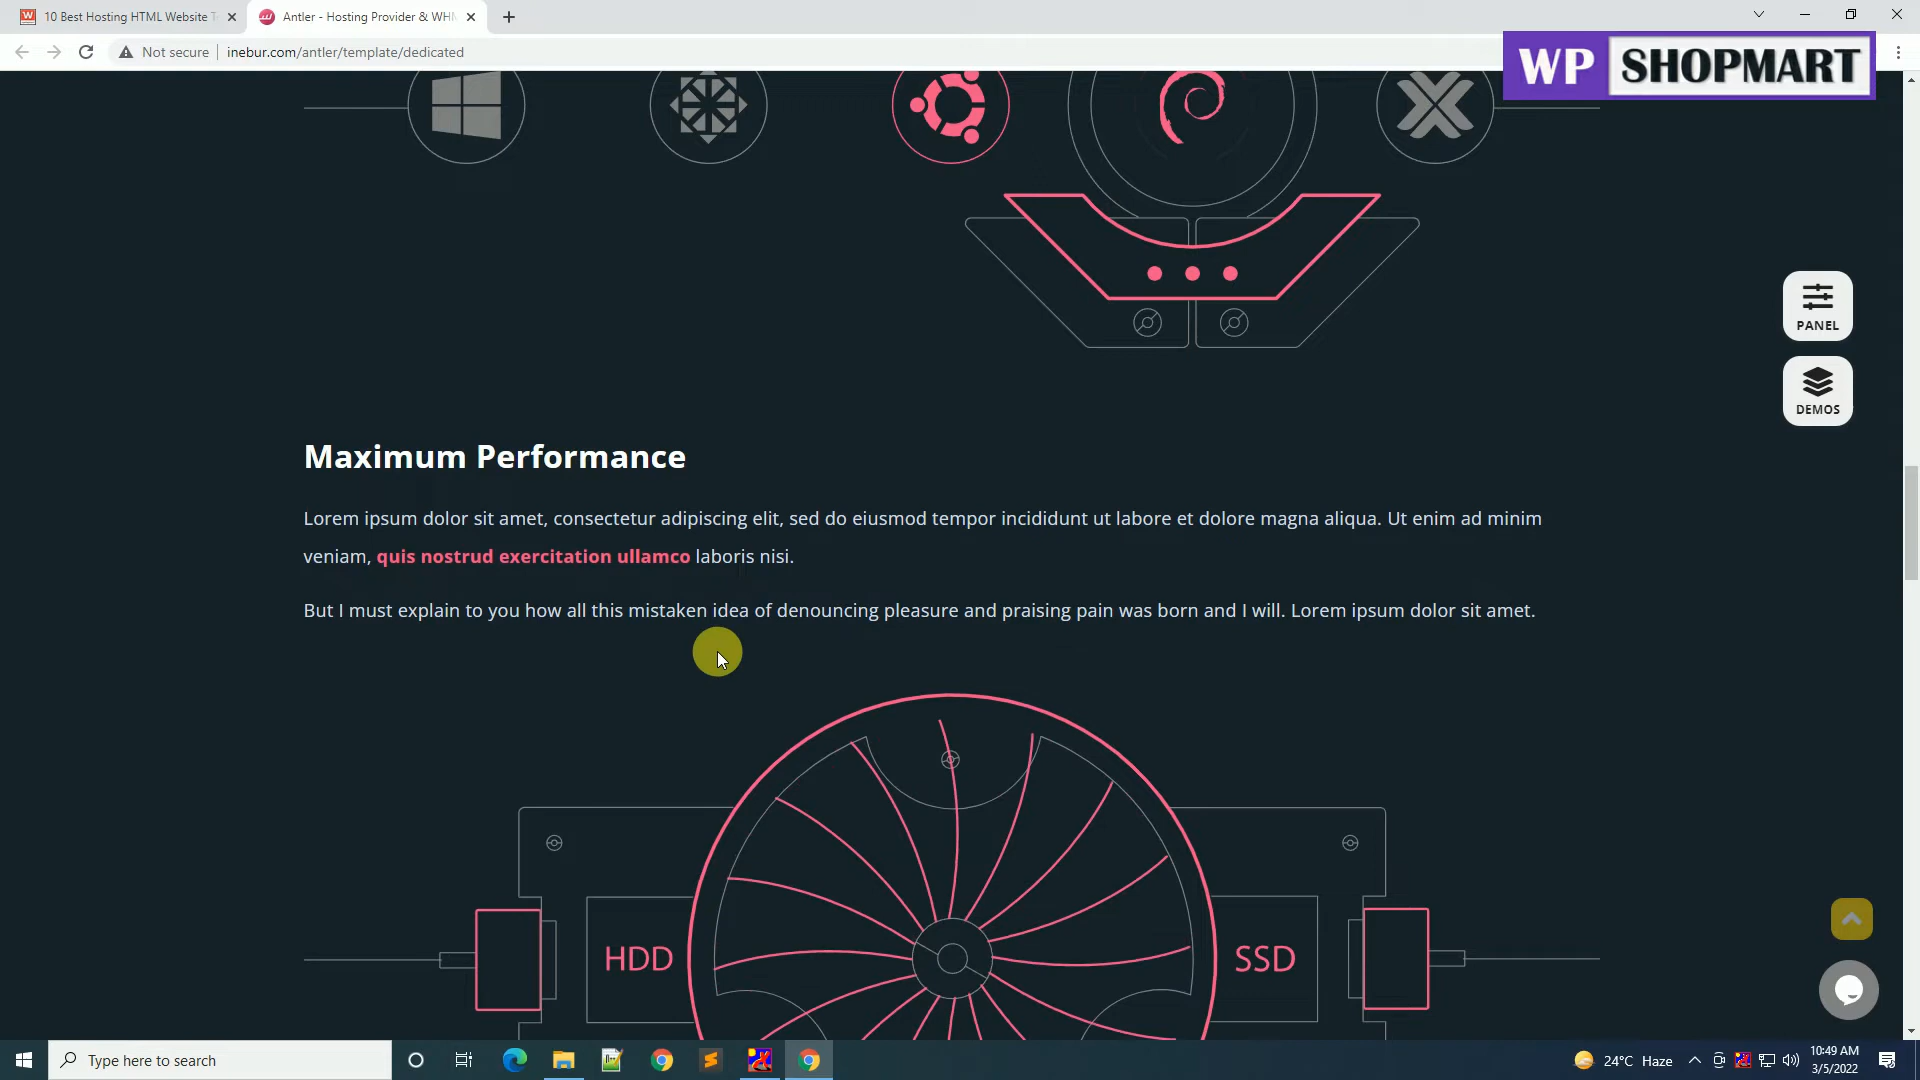 10 Best Hosting HTML Website T
Antler - Hosting Provider & WHM
Not secure
inebur.com/antler/template/dedicated
WP SHOPMART
PANEL
DEMOS
Maximum Performance
Lorem ipsum dolor sit amet, consectetur adipiscing elit, sed do eiusmod tempor incididunt ut labore et dolore magna aliqua. Ut enim ad minim
veniam, quis nostrud exercitation ullamco laboris nisi.
But I must explain to you how all this mistaken idea of denouncing pleasure and praising pain was born and I will. Lorem ipsum dolor sit amet.
HDD
SSD
Type here to search
24°C Haze
10:49 AM
3/5/2022